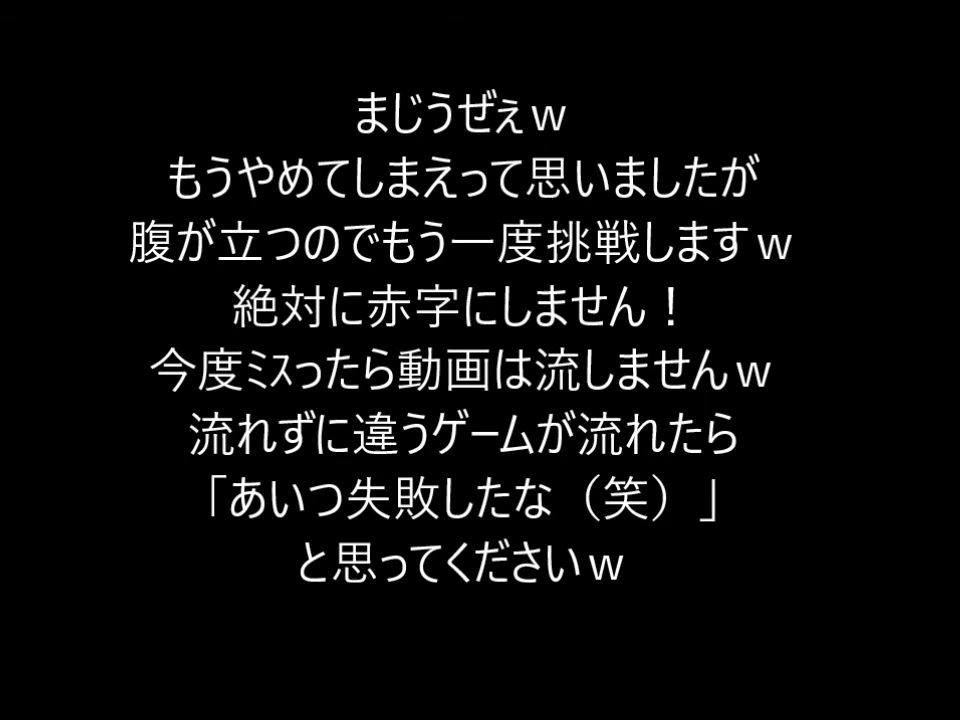 まじうぜぇｗ
もうやめてしまえって思いましたが
腹が立つのでもう一度挑戦しますｗ
絶対に赤字にしません！
今度ﾐｽったら動画は流しませんｗ
流れずに違うゲームが流れたら
「あいつ失敗したな（笑）」
と思ってくださいｗ